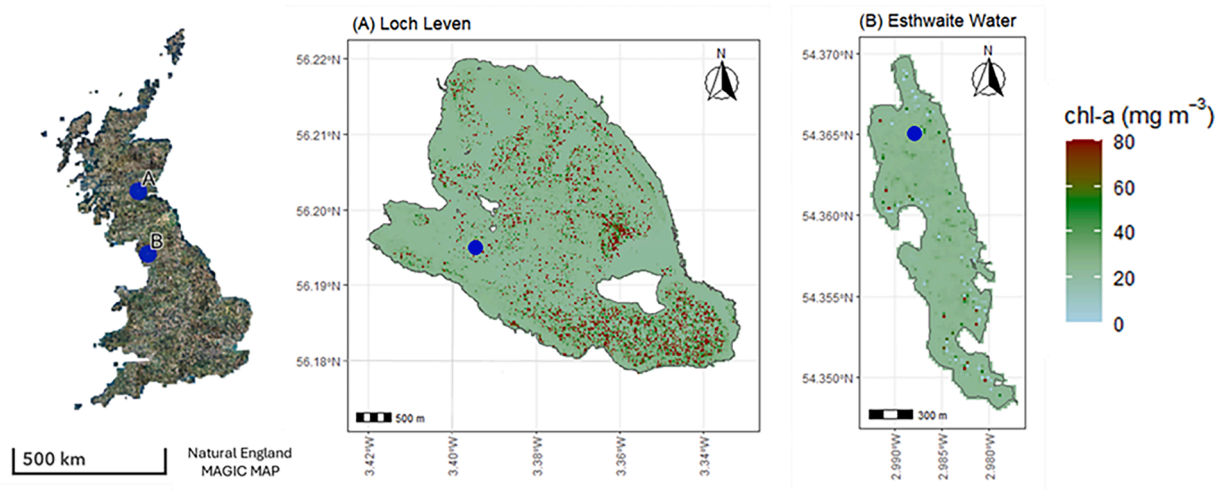 A
B
500 km
Natural England
MAGIC MAP
(A) Loch Leven
N
56.22°N
56.21°N
56.20°N
56.19°N
56.18°N
500 m
3.42°W
3.40°W
3.38°W
3.36°W
3.34°W
(B) Esthwaite Water
N
54.370°N
54.365°N
54.360°N
54.355°N
54.350°N
300 m
2.990°W
2.985°W
2.980°W
chl-a (mg m⁻³)
80
60
40
20
0